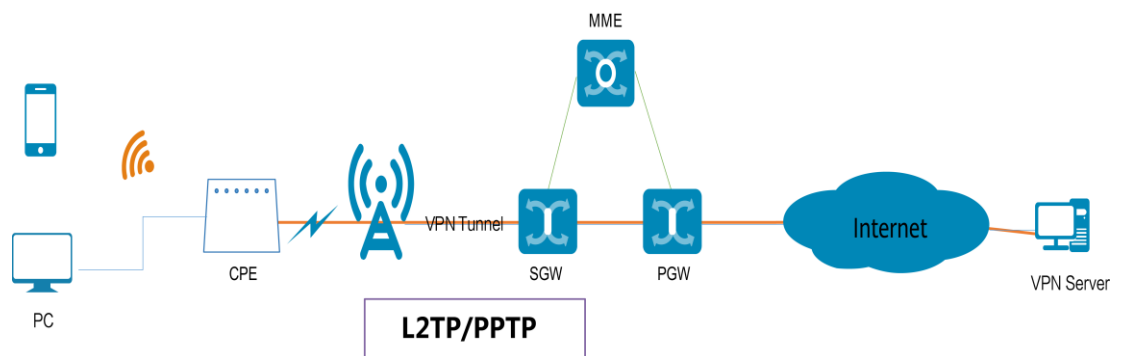 MME
VPN Tunnel
Internet
CPE
SGW
PGW
VPN Server
PC
L2TP/PPTP